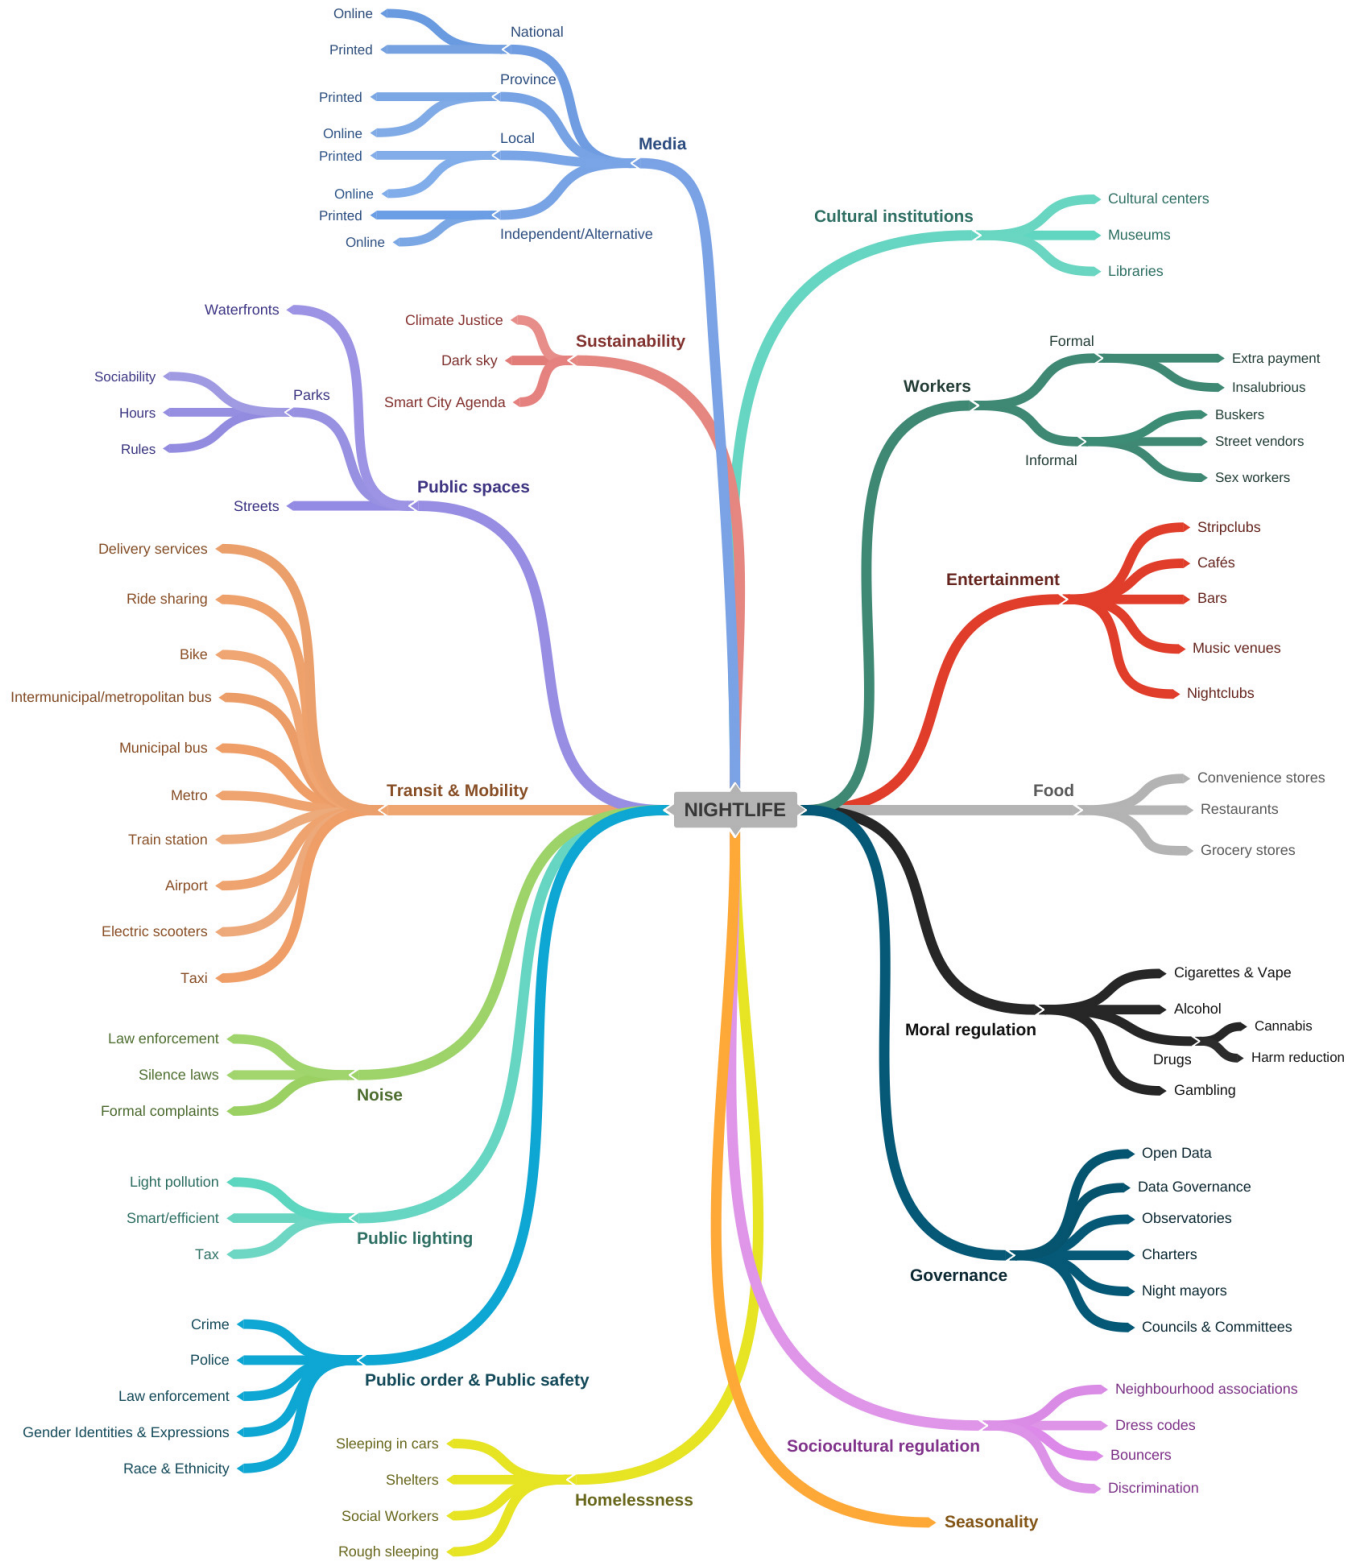 Online
National
Printed
Province
Printed
Online
Local
Printed
Online
Printed
Independent/Alternative
Online
Media
Cultural institutions
Cultural centers
Museums
Libraries
Waterfronts
Sociability
Parks
Hours
Rules
Public spaces
Streets
Climate Justice
Sustainability
Dark sky
Smart City Agenda
Workers
Formal
Extra payment
Insalubrious
Informal
Buskers
Street vendors
Sex workers
Entertainment
Stripclubs
Cafés
Bars
Music venues
Nightclubs
Delivery services
Ride sharing
Bike
Intermunicipal/metropolitan bus
Municipal bus
Metro
Train station
Airport
Electric scooters
Taxi
Transit & Mobility
NIGHTLIFE
Food
Convenience stores
Restaurants
Grocery stores
Moral regulation
Cigarettes & Vape
Alcohol
Drugs
Cannabis
Harm reduction
Gambling
Law enforcement
Silence laws
Formal complaints
Noise
Light pollution
Smart/efficient
Tax
Public lighting
Governance
Open Data
Data Governance
Observatories
Charters
Night mayors
Councils & Committees
Crime
Police
Law enforcement
Gender Identities & Expressions
Race & Ethnicity
Public order & Public safety
Sleeping in cars
Shelters
Social Workers
Rough sleeping
Homelessness
Sociocultural regulation
Neighbourhood associations
Dress codes
Bouncers
Discrimination
Seasonality